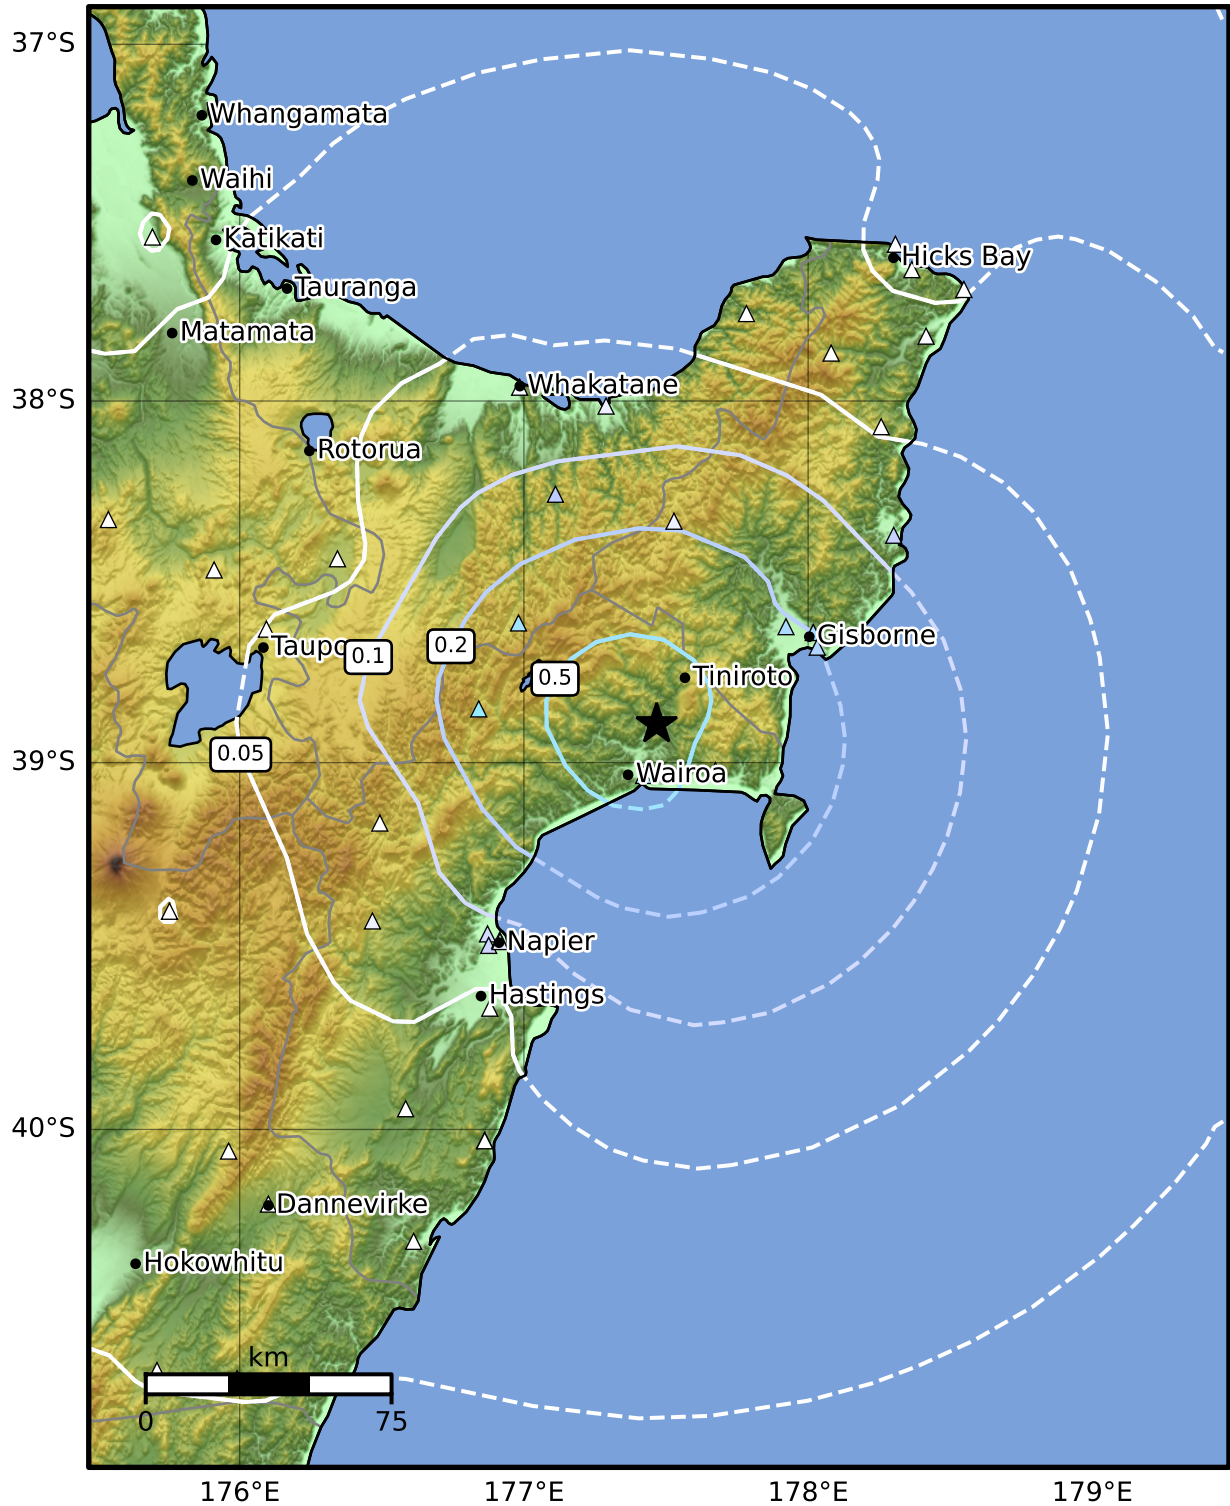 37°S
Whangamata
Waihi
Katikati
Hicks Bay
Tauranga
Matamata
38°S
Whakatane
Rotorua
Gisborne
Taupo
0.1
0.2
0.5
Tiniroto
0.05
39°S
Wairoa
Napier
Hastings
40°S
Dannevirke
Hokowhitu
km
0
75
176°E
177°E
178°E
179°E